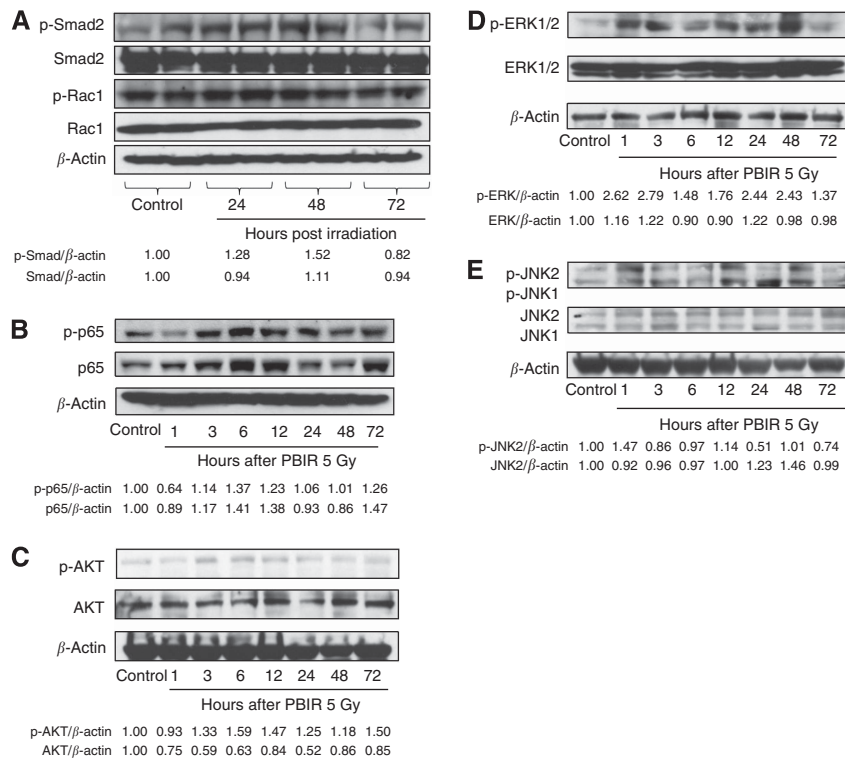 A
p-Smad2
Smad2
p-Rac1
Rac1
β-Actin
Control 24 48 72
Hours post irradiation
p-Smad/β-actin 1.00 1.28 1.52 0.82
Smad/β-actin 1.00 0.94 1.11 0.94
B
p-p65
p65
β-Actin
Control 1 3 6 12 24 48 72
Hours after PBIR 5 Gy
p-p65/β-actin 1.00 0.64 1.14 1.37 1.23 1.06 1.01 1.26
p65/β-actin 1.00 0.89 1.17 1.41 1.38 0.93 0.86 1.47
C
p-AKT
AKT
β-Actin
Control 1 3 6 12 24 48 72
Hours after PBIR 5 Gy
p-AKT/β-actin 1.00 0.93 1.33 1.59 1.47 1.25 1.18 1.50
AKT/β-actin 1.00 0.75 0.59 0.63 0.84 0.52 0.86 0.85
D
p-ERK1/2
ERK1/2
β-Actin
Control 1 3 6 12 24 48 72
Hours after PBIR 5 Gy
p-ERK/β-actin 1.00 2.62 2.79 1.48 1.76 2.44 2.43 1.37
ERK/β-actin 1.00 1.16 1.22 0.90 0.90 1.22 0.98 0.98
E
p-JNK2
p-JNK1
JNK2
JNK1
β-Actin
Control 1 3 6 12 24 48 72
Hours after PBIR 5 Gy
p-JNK2/β-actin 1.00 1.47 0.86 0.97 1.14 0.51 1.01 0.74
JNK2/β-actin 1.00 0.92 0.96 0.97 1.00 1.23 1.46 0.99